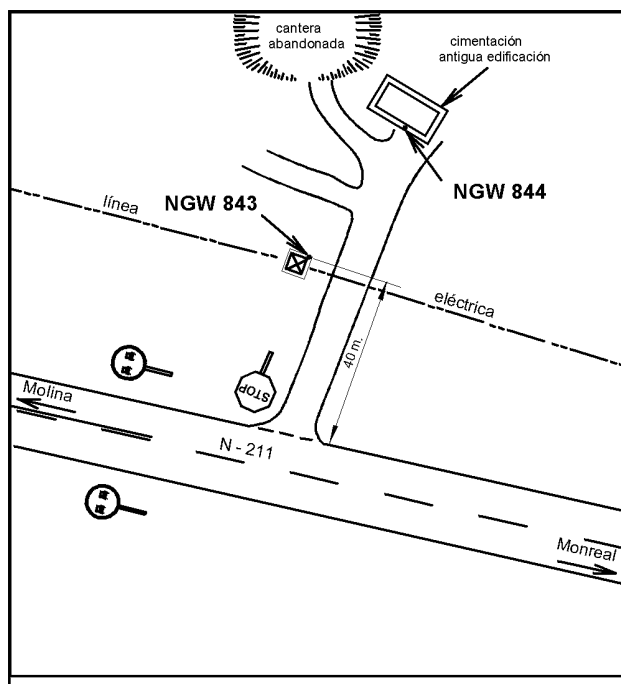 cantera
abandonada
cimentación
antigua edificación
NGW 844
línea
NGW 843
eléctrica
40 m.
STOP
Molina
N - 211
Monreal